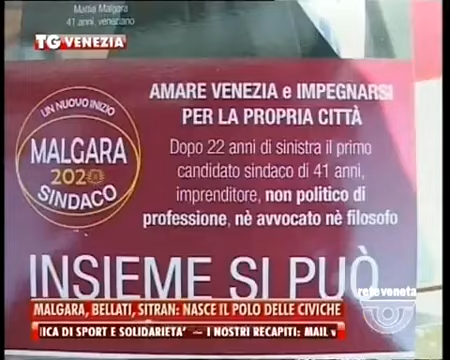 Mattia Malgara
41 anni, veneziano
TG VENEZIA
UN NUOVO INIZIO
MALGARA
2020
SINDACO
AMARE VENEZIA e IMPEGNARSI
PER LA PROPRIA CITTÀ
Dopo 22 anni di sinistra il primo
candidato sindaco di 41 anni,
imprenditore, non politico di
professione, nè avvocato nè filosofo
INSIEME SI PUÒ
reteveneta
MALGARA, BELLATI, SITRAN: NASCE IL POLO DELLE CIVICHE
ICA DI SPORT E SOLIDARIETA' ~ I NOSTRI RECAPITI: MAIL